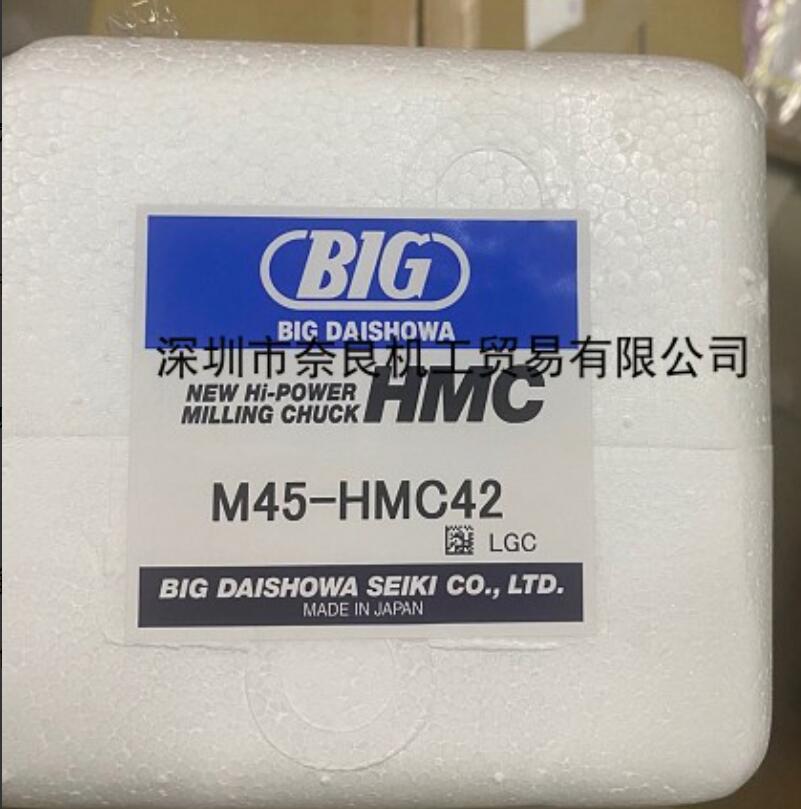 BIG
BIG DAISHOWA
深圳市奈良机工贸易有限公司
NEW Hi-POWER
MILLING CHUCK HMC
M45-HMC42
LGC
BIG DAISHOWA SEIKI CO., LTD.
MADE IN JAPAN